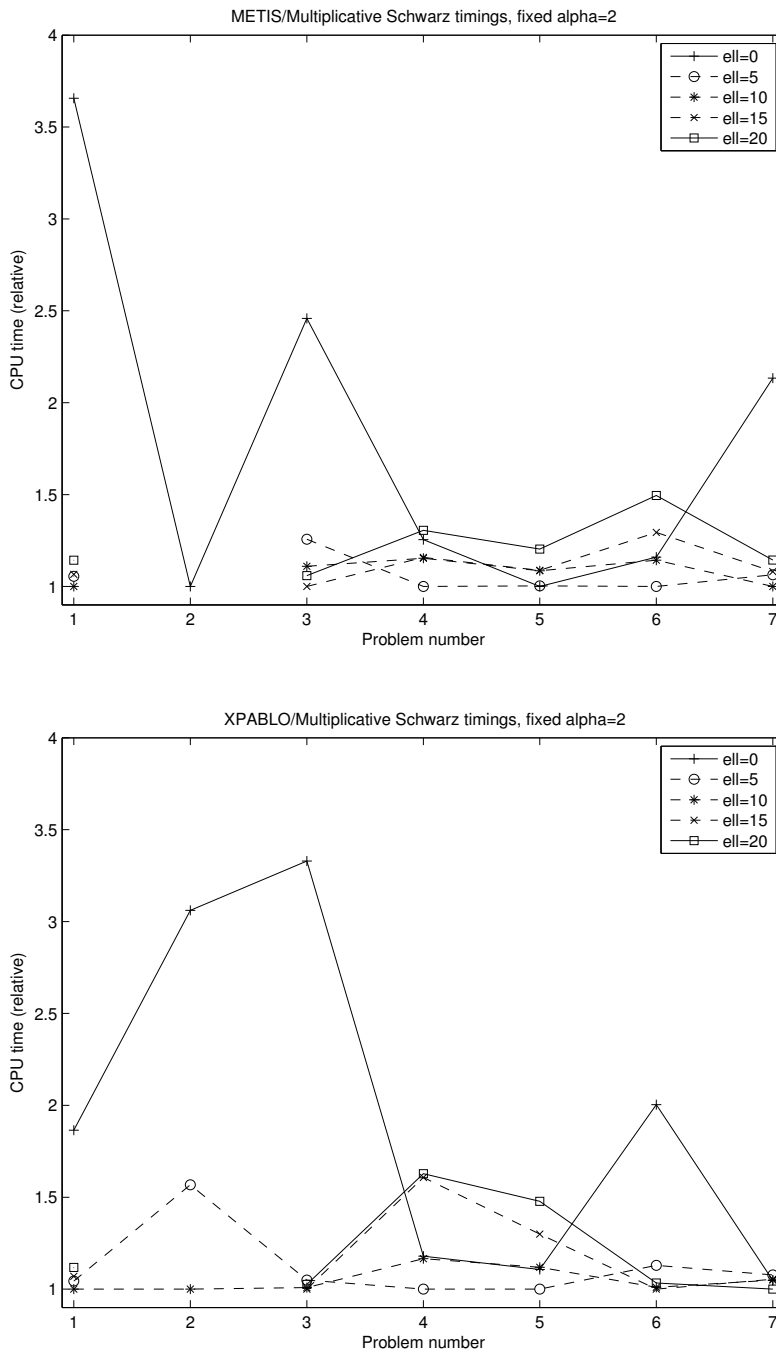 METIS/Multiplicative Schwarz timings, fixed alpha=2
4
3.5
3
2.5
2
1.5
1
CPU time (relative)
ell=0
ell=5
ell=10
ell=15
ell=20
1 2 3 4 5 6 7
Problem number
XPABLO/Multiplicative Schwarz timings, fixed alpha=2
4
3.5
3
2.5
2
1.5
1
CPU time (relative)
ell=0
ell=5
ell=10
ell=15
ell=20
1 2 3 4 5 6 7
Problem number